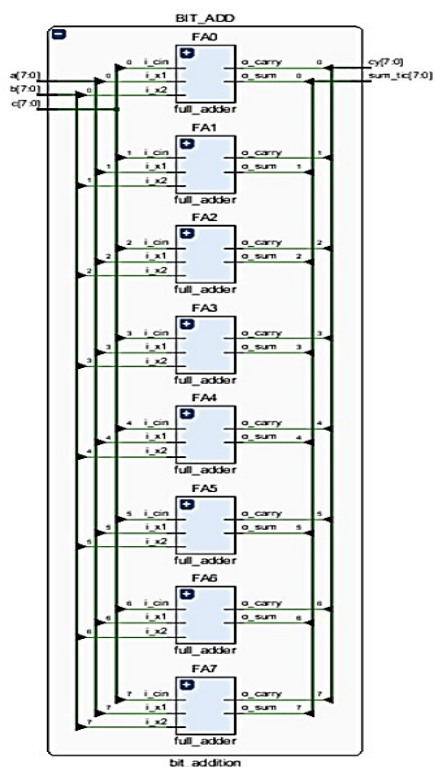 BIT_ADD
FA0
0 i_cin o_carry 0 cy[7:0]
a[7:0] 0 i_x1 o_sum 0 sum_tic[7:0]
b[7:0] 0 i_x2
c[7:0] full_adder
FA1
1 i_cin o_carry 1
1 i_x1 o_sum 1
1 i_x2
full_adder
FA2
2 i_cin o_carry 2
2 i_x1 o_sum 2
2 i_x2
full_adder
FA3
3 i_cin o_carry 3
3 i_x1 o_sum 3
3 i_x2
full_adder
FA4
4 i_cin o_carry 4
4 i_x1 o_sum 4
4 i_x2
full_adder
FA5
5 i_cin o_carry 5
5 i_x1 o_sum 5
5 i_x2
full_adder
FA6
6 i_cin o_carry 6
6 i_x1 o_sum 6
6 i_x2
full_adder
FA7
7 i_cin o_carry 7
7 i_x1 o_sum 7
7 i_x2
full_adder
bit_addition